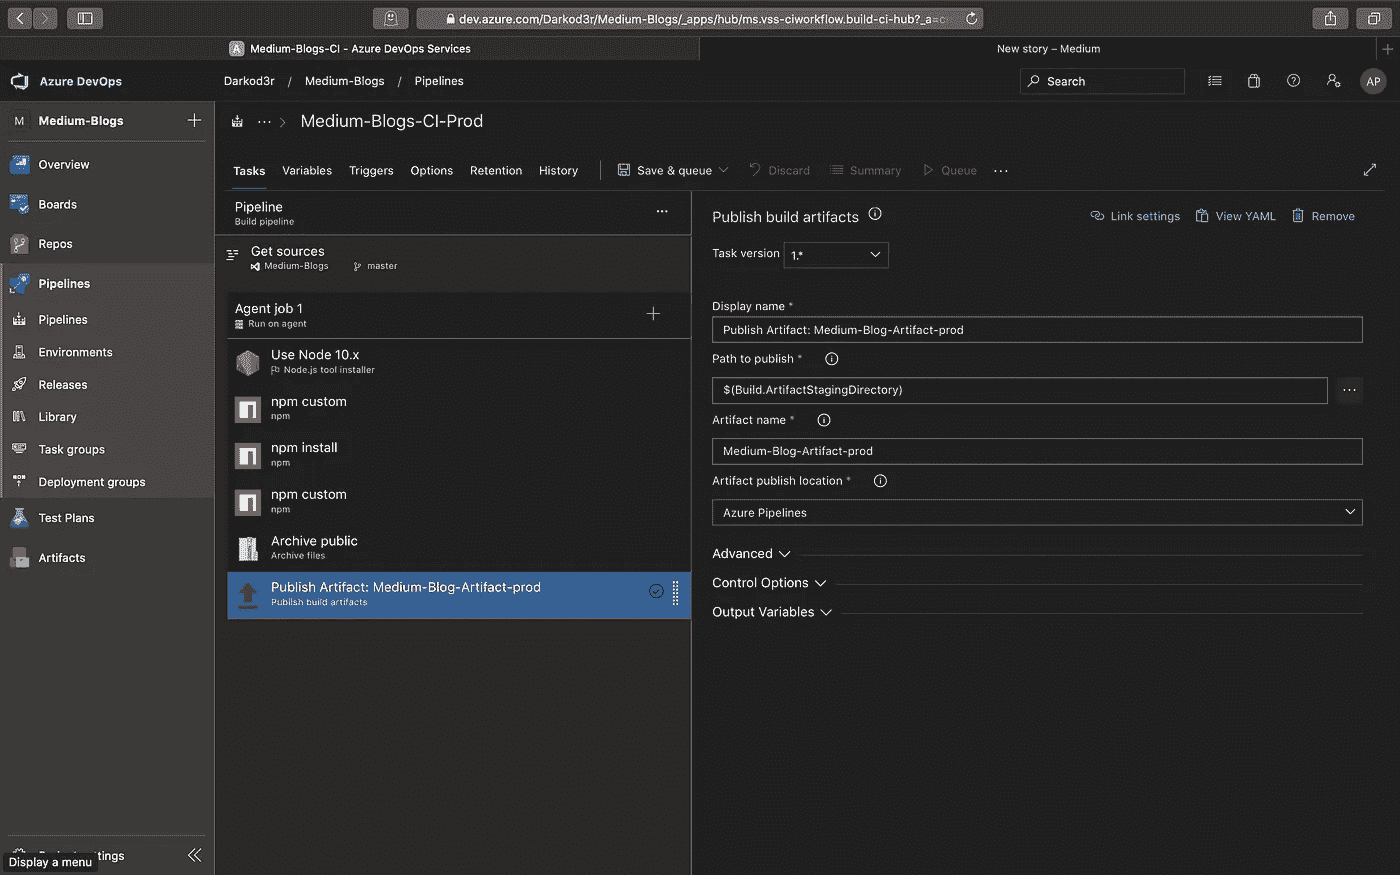 dev.azure.com/Darkod3r/Medium-Blogs/_apps/hub/ms.vss-ciworkflow.build-ci-hub?_a=c
Medium-Blogs-CI - Azure DevOps Services
New story – Medium
Azure DevOps
Darkod3r / Medium-Blogs / Pipelines
Search
AP
M Medium-Blogs
Overview
Boards
Repos
Pipelines
Pipelines
Environments
Releases
Library
Task groups
Deployment groups
Test Plans
Artifacts
tings
Display a menu
Medium-Blogs-CI-Prod
Tasks Variables Triggers Options Retention History Save & queue Discard Summary Queue
Pipeline
Build pipeline
Get sources
Medium-Blogs master
Agent job 1
Run on agent
Use Node 10.x
Node.js tool installer
npm custom
npm
npm install
npm
npm custom
npm
Archive public
Archive files
Publish Artifact: Medium-Blog-Artifact-prod
Publish build artifacts
Publish build artifacts
Link settings View YAML Remove
Task version 1.*
Display name *
Publish Artifact: Medium-Blog-Artifact-prod
Path to publish *
$(Build.ArtifactStagingDirectory)
Artifact name *
Medium-Blog-Artifact-prod
Artifact publish location *
Azure Pipelines
Advanced
Control Options
Output Variables